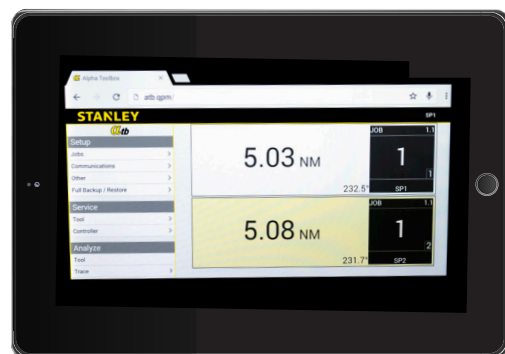 Alpha Toolbox ×
atb.qpm
STANLEY SP1
tb
Setup
Jobs >
Communications >
Other >
Full Backup / Restore >
Service
Tool >
Controller >
Analyze
Tool
Trace >
5.03 NM
232.5°
JOB 1.1
1
1
SP1
5.08 NM
231.7°
JOB 1.1
1
2
SP2